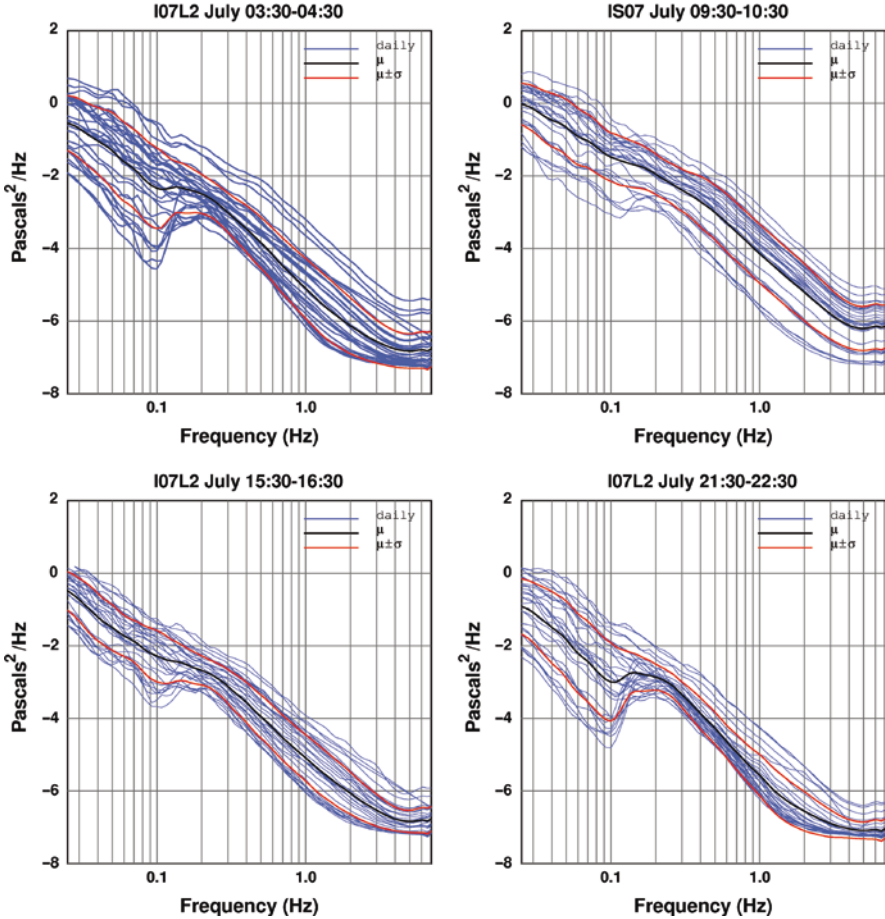 I07L2 July 03:30-04:30
daily
μ
μ±σ
2
0
−2
−4
−6
−8
Pascals²/Hz
0.1 1.0
Frequency (Hz)
IS07 July 09:30-10:30
daily
μ
μ±σ
2
0
−2
−4
−6
−8
Pascals²/Hz
0.1 1.0
Frequency (Hz)
I07L2 July 15:30-16:30
daily
μ
μ±σ
2
0
−2
−4
−6
−8
Pascals²/Hz
0.1 1.0
Frequency (Hz)
I07L2 July 21:30-22:30
daily
μ
μ±σ
2
0
−2
−4
−6
−8
Pascals²/Hz
0.1 1.0
Frequency (Hz)